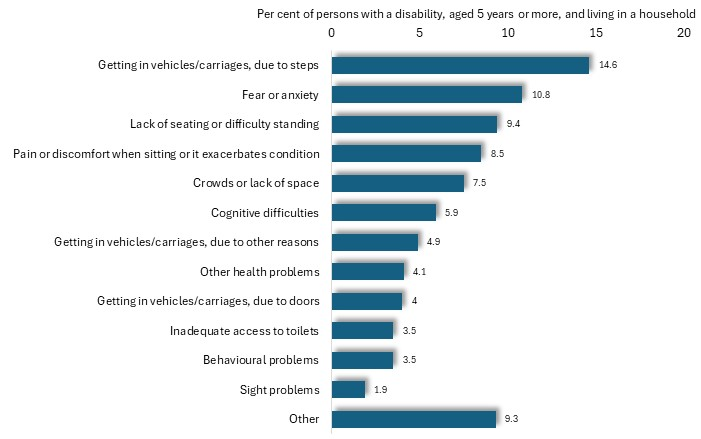 Per cent of persons with a disability, aged 5 years or more, and living in a household
0 5 10 15 20
Getting in vehicles/carriages, due to steps 14.6
Fear or anxiety 10.8
Lack of seating or difficulty standing 9.4
Pain or discomfort when sitting or it exacerbates condition 8.5
Crowds or lack of space 7.5
Cognitive difficulties 5.9
Getting in vehicles/carriages, due to other reasons 4.9
Other health problems 4.1
Getting in vehicles/carriages, due to doors 4
Inadequate access to toilets 3.5
Behavioural problems 3.5
Sight problems 1.9
Other 9.3